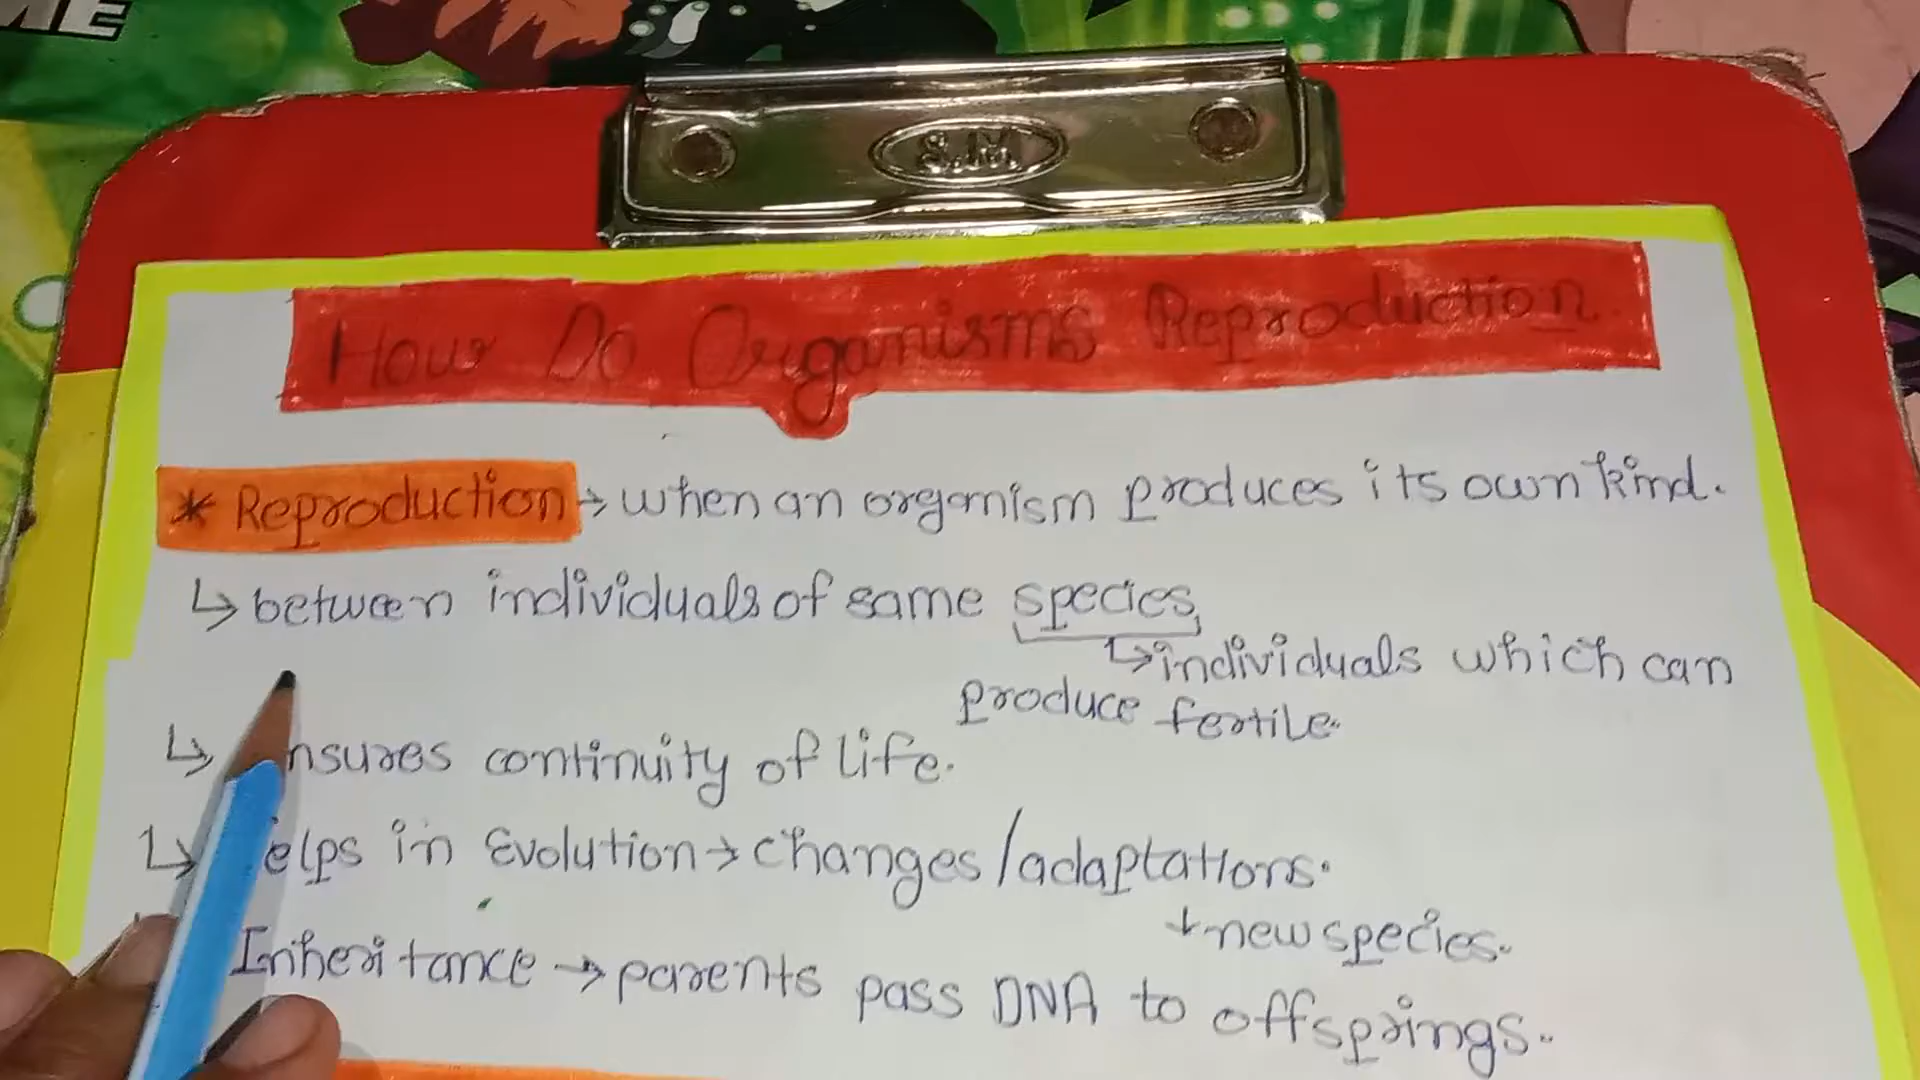 ME
S.M
How Do Organisms Reproduction
* Reproduction → when an organism produces its own kind.
↳ between individuals of same species
↳ individuals which can
produce fertile.
↳ ensures continuity of life.
↳ elps in Evolution → changes/adaptations.
+ new species.
Inheritance → parents pass DNA to offsprings.